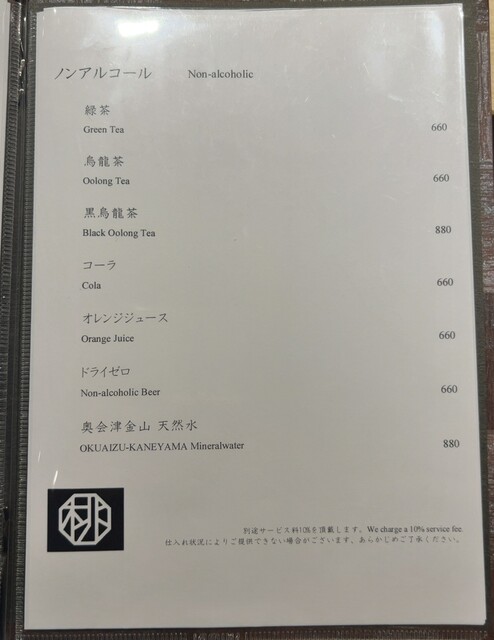 ノンアルコール Non-alcoholic
緑茶
Green Tea 660
烏龍茶
Oolong Tea 660
黒烏龍茶
Black Oolong Tea 880
コーラ
Cola 660
オレンジジュース
Orange Juice 660
ドライゼロ
Non-alcoholic Beer 660
奥会津金山 天然水
OKUAIZU-KANEYAMA Mineralwater 880
別途サービス料10%を頂戴します。We charge a 10% service fee.
仕入れ状況によりご提供できない場合がございます、あらかじめご了承ください。